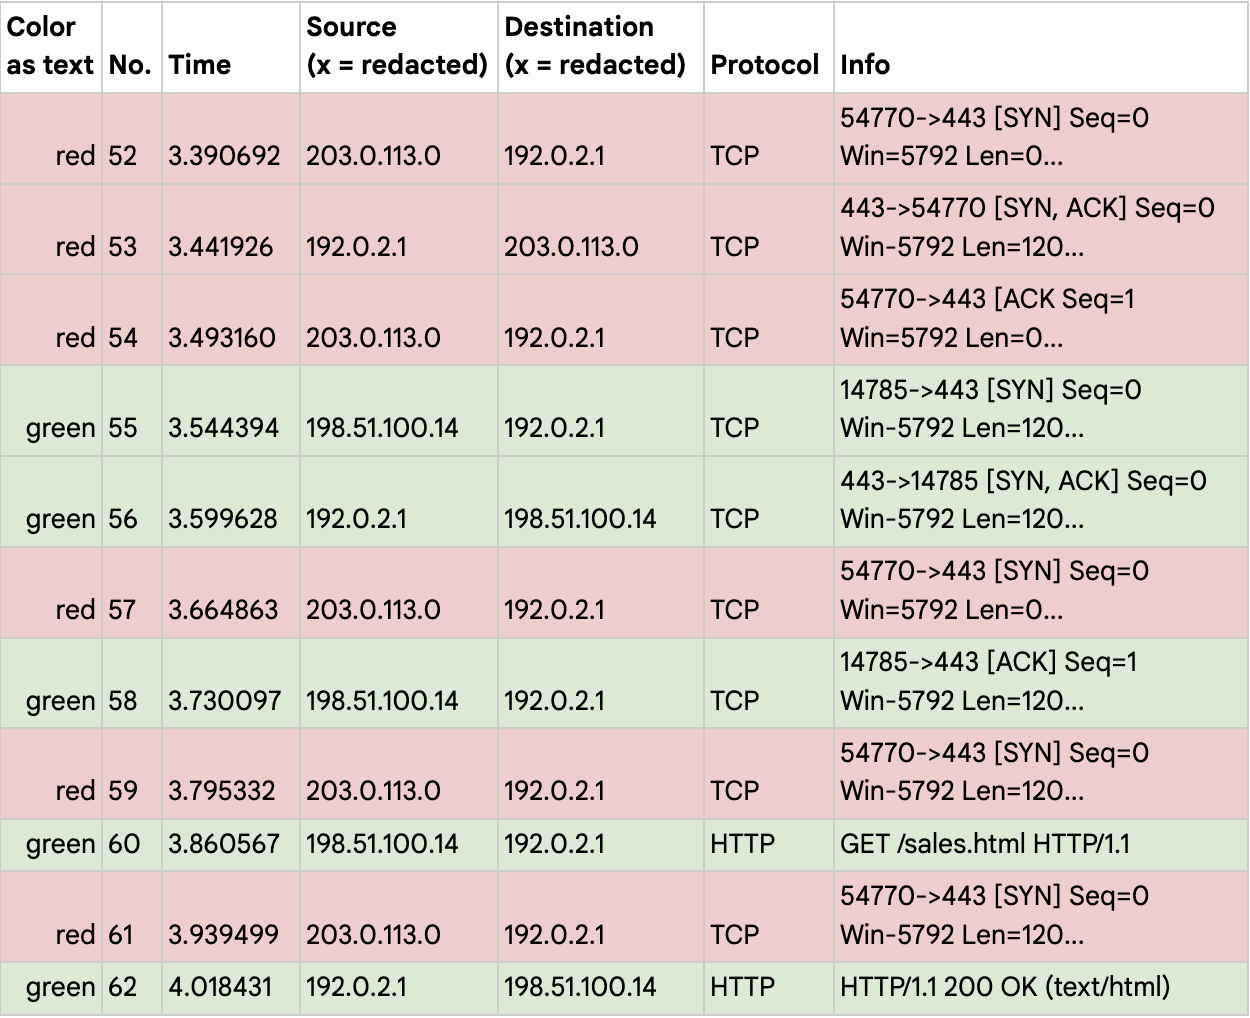 Color as text No. Time Source (x = redacted) Destination (x = redacted) Protocol Info
red 52 3.390692 203.0.113.0 192.0.2.1 TCP 54770->443 [SYN] Seq=0 Win=5792 Len=0...
red 53 3.441926 192.0.2.1 203.0.113.0 TCP 443->54770 [SYN, ACK] Seq=0 Win-5792 Len=120...
red 54 3.493160 203.0.113.0 192.0.2.1 TCP 54770->443 [ACK Seq=1 Win=5792 Len=0...
green 55 3.544394 198.51.100.14 192.0.2.1 TCP 14785->443 [SYN] Seq=0 Win-5792 Len=120...
green 56 3.599628 192.0.2.1 198.51.100.14 TCP 443->14785 [SYN, ACK] Seq=0 Win-5792 Len=120...
red 57 3.664863 203.0.113.0 192.0.2.1 TCP 54770->443 [SYN] Seq=0 Win=5792 Len=0...
green 58 3.730097 198.51.100.14 192.0.2.1 TCP 14785->443 [ACK] Seq=1 Win-5792 Len=120...
red 59 3.795332 203.0.113.0 192.0.2.1 TCP 54770->443 [SYN] Seq=0 Win-5792 Len=120...
green 60 3.860567 198.51.100.14 192.0.2.1 HTTP GET /sales.html HTTP/1.1
red 61 3.939499 203.0.113.0 192.0.2.1 TCP 54770->443 [SYN] Seq=0 Win-5792 Len=120...
green 62 4.018431 192.0.2.1 198.51.100.14 HTTP HTTP/1.1 200 OK (text/html)